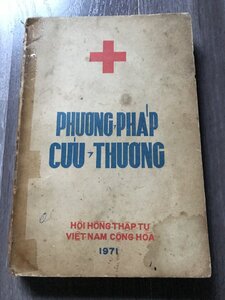 PHƯƠNG-PHÁP
CỨU-THƯƠNG
HỘI HỒNG THẬP TỰ
VIỆT-NAM CỘNG HÒA
1971